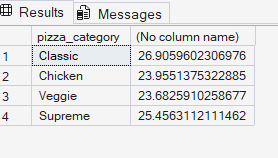 Results Messages
pizza_category (No column name)
1 Classic 26.9059602306976
2 Chicken 23.9551375322885
3 Veggie 23.6825910258677
4 Supreme 25.4563112111462